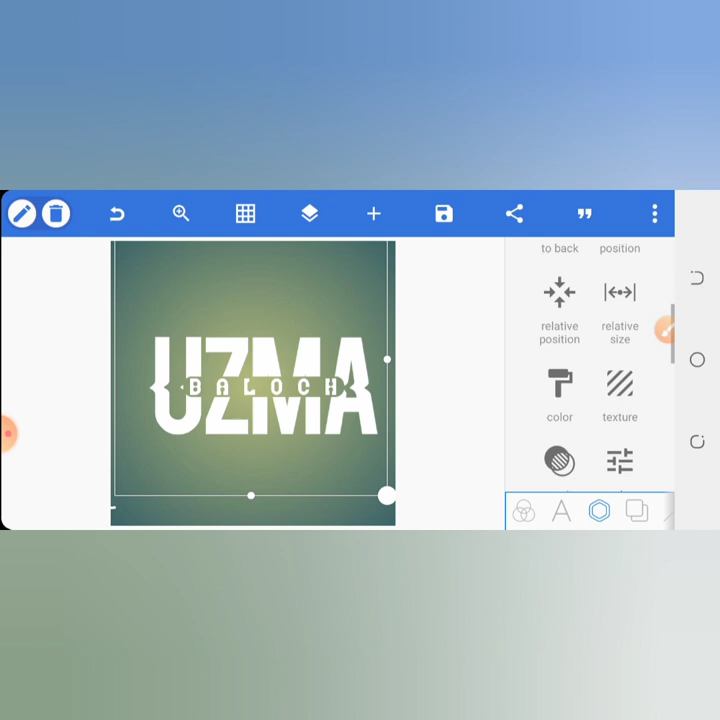 to back position
UZMA
BALOCH
relative position
relative size
color texture